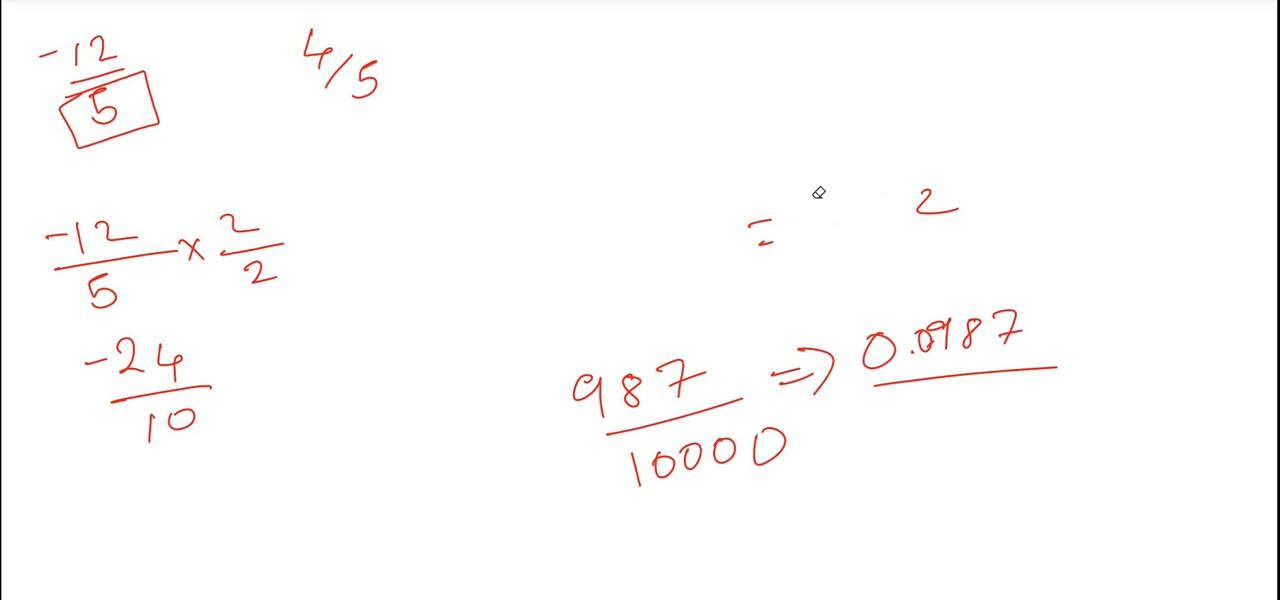 -12/5
4/5
-12/5 × 2/2
-24/10
= 2
987/10000 => 0.0987